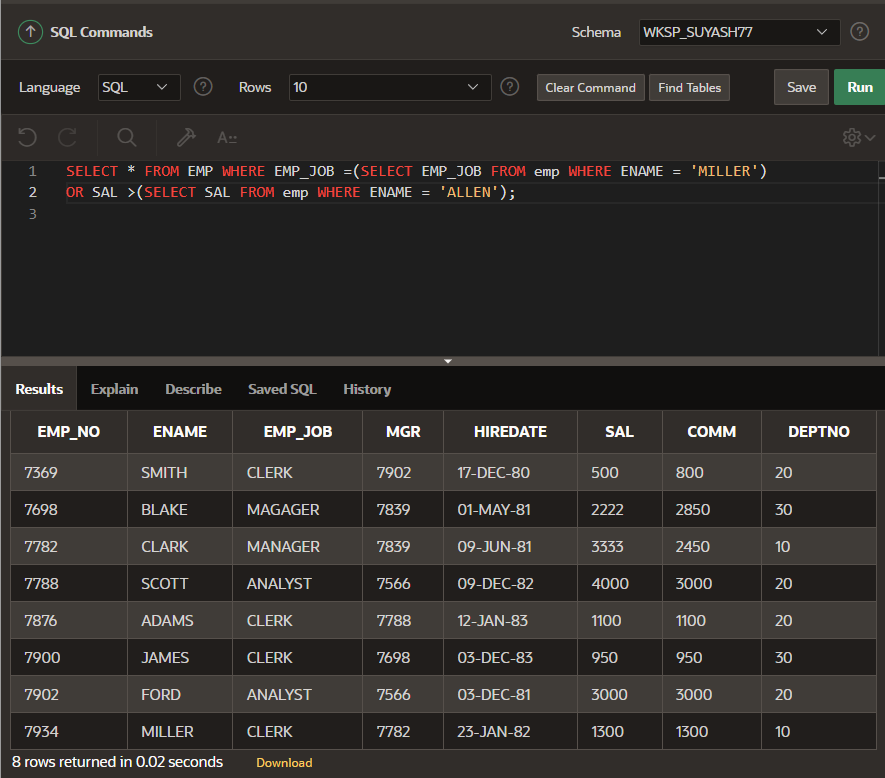 SQL Commands Schema WKSP_SUYASH77
Language SQL Rows 10 Clear Command Find Tables Save Run
A
1 SELECT * FROM EMP WHERE EMP_JOB =(SELECT EMP_JOB FROM emp WHERE ENAME = 'MILLER')
2 OR SAL >(SELECT SAL FROM emp WHERE ENAME = 'ALLEN');
3
Results Explain Describe Saved SQL History
EMP_NO ENAME EMP_JOB MGR HIREDATE SAL COMM DEPTNO
7369 SMITH CLERK 7902 17-DEC-80 500 800 20
7698 BLAKE MAGAGER 7839 01-MAY-81 2222 2850 30
7782 CLARK MANAGER 7839 09-JUN-81 3333 2450 10
7788 SCOTT ANALYST 7566 09-DEC-82 4000 3000 20
7876 ADAMS CLERK 7788 12-JAN-83 1100 1100 20
7900 JAMES CLERK 7698 03-DEC-83 950 950 30
7902 FORD ANALYST 7566 03-DEC-81 3000 3000 20
7934 MILLER CLERK 7782 23-JAN-82 1300 1300 10
8 rows returned in 0.02 seconds Download